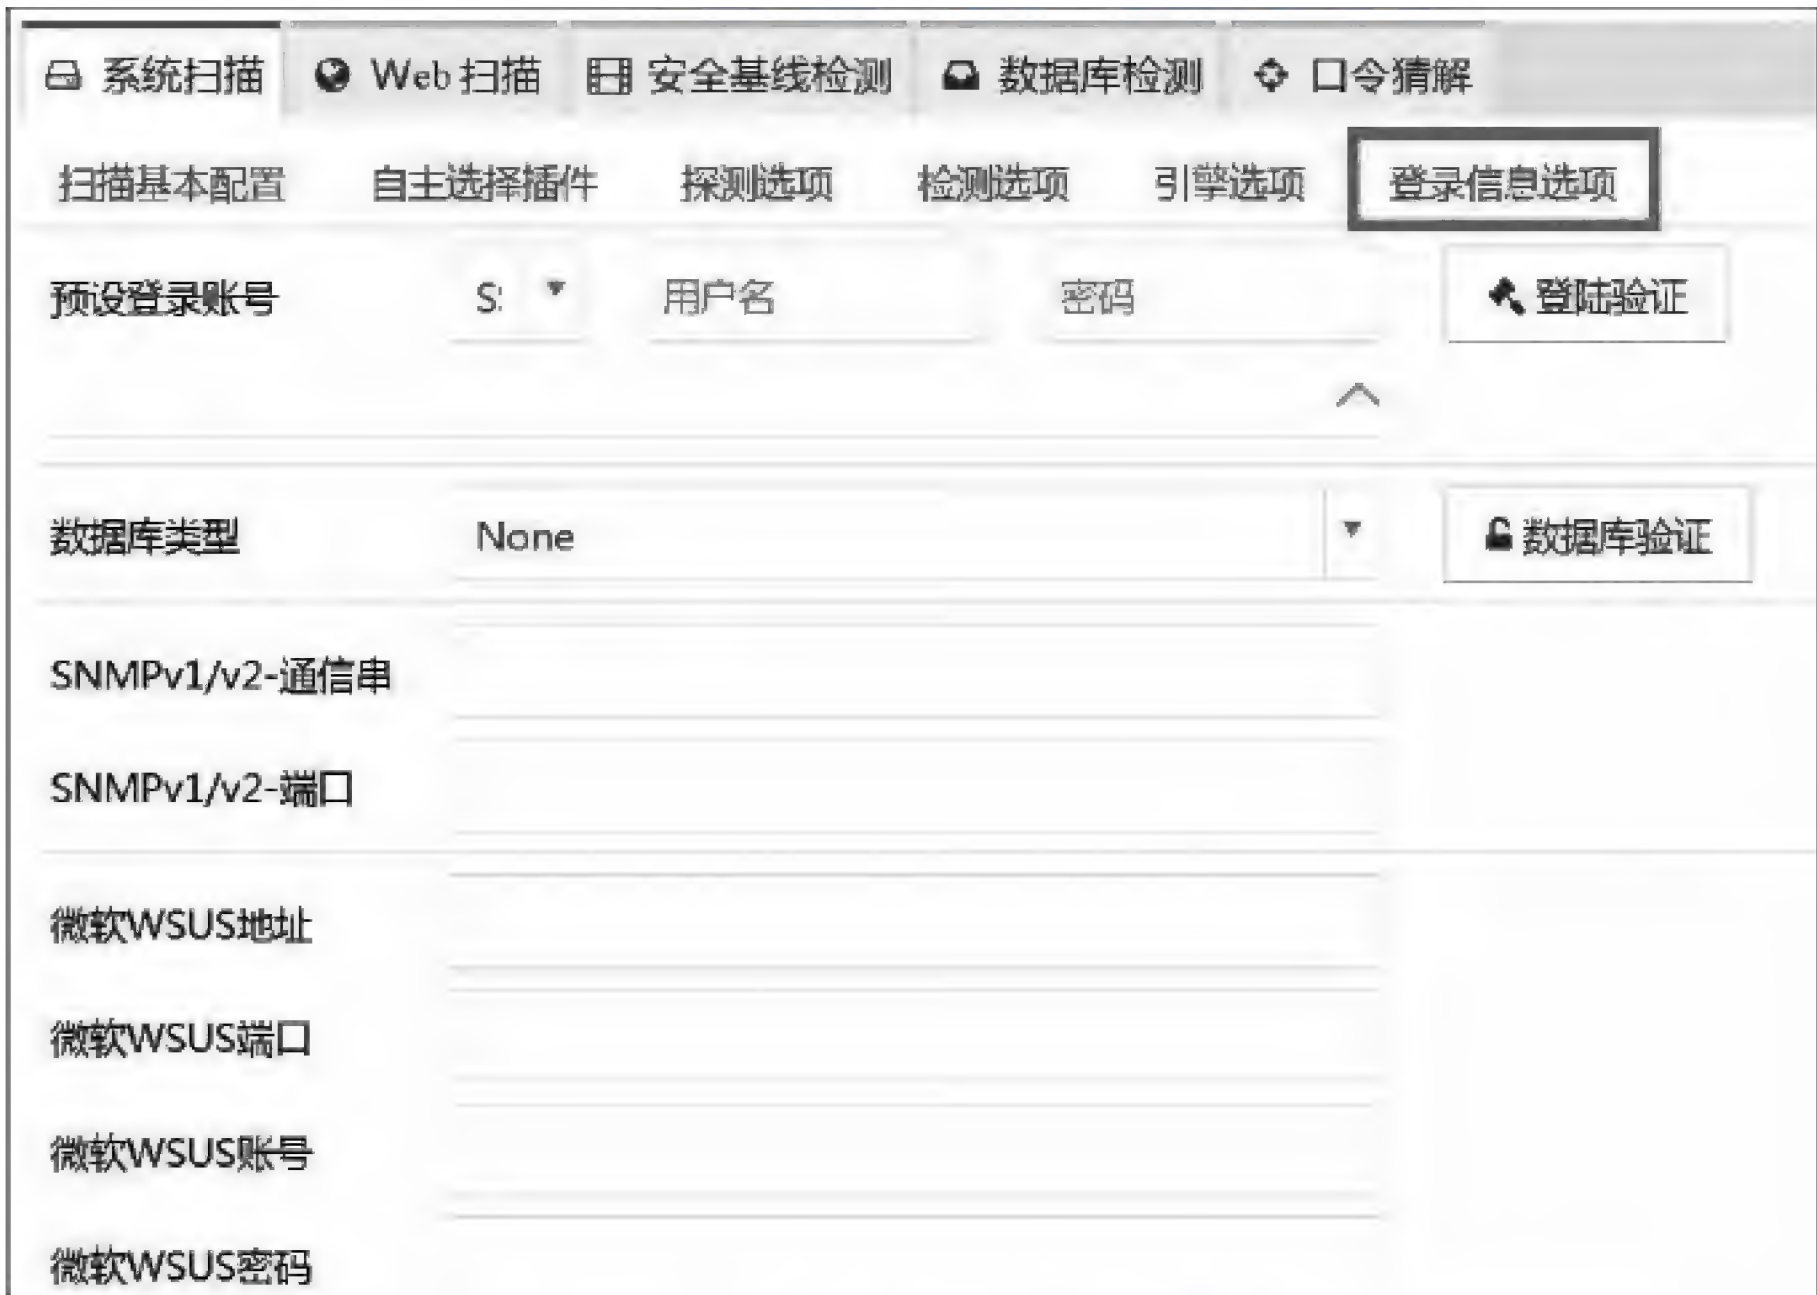 系统扫描 Web 扫描 安全基线检测 数据库检测 口令猜解
扫描基本配置 自主选择插件 探测选项 检测选项 引擎选项 登录信息选项
预设登录账号 S: 用户名 密码 登陆验证
数据库类型 None 数据库验证
SNMPv1/v2-通信串
SNMPv1/v2-端口
微软WSUS地址
微软WSUS端口
微软WSUS账号
微软WSUS密码